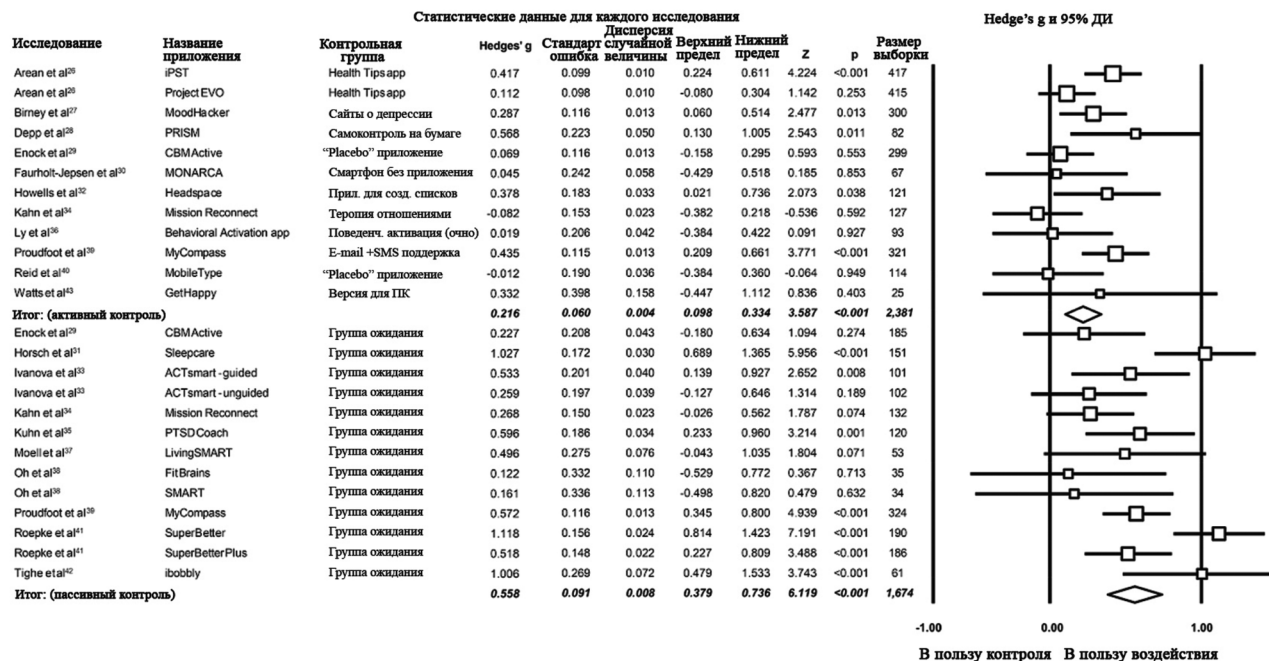 Статистические данные для каждого исследования
Hedge's g и 95% ДИ
Исследование Название приложения Контрольная группа Hedges' g Стандарт ошибка Дисперсия случайной величины Верхний предел Нижний предел Z p Размер выборки
Arean et al²⁶ iPST Health Tips app 0.417 0.099 0.010 0.224 0.611 4.224 <0.001 417
Arean et al²⁶ Project EVO Health Tips app 0.112 0.098 0.010 -0.080 0.304 1.142 0.253 415
Birney et al²⁷ MoodHacker Сайты о депрессии 0.287 0.116 0.013 0.060 0.514 2.477 0.013 300
Depp et al²⁸ PRISM Самоконтроль на бумаге 0.568 0.223 0.050 0.130 1.005 2.543 0.011 82
Enock et al²⁹ CBMActive “Placebo” приложение 0.069 0.116 0.013 -0.158 0.295 0.593 0.553 299
Faurholt-Jepsen et al³⁰ MONARCA Смартфон без приложения 0.045 0.242 0.058 -0.429 0.518 0.185 0.853 67
Howells et al³² Headspace Прил. для созд. списков 0.378 0.183 0.033 0.021 0.736 2.073 0.038 121
Kahn et al³⁴ Mission Reconnect Теропия отношениями -0.082 0.153 0.023 -0.382 0.218 -0.536 0.592 127
Ly et al³⁶ Behavioral Activation app Поведенч. активация (очно) 0.019 0.206 0.042 -0.384 0.422 0.091 0.927 93
Proudfoot et al³⁹ MyCompass E-mail +SMS поддержка 0.435 0.115 0.013 0.209 0.661 3.771 <0.001 321
Reid et al⁴⁰ MobileType “Placebo” приложение -0.012 0.190 0.036 -0.384 0.360 -0.064 0.949 114
Watts et al⁴³ GetHappy Версия для ПК 0.332 0.398 0.158 -0.447 1.112 0.836 0.403 25
Итог: (активный контроль) 0.216 0.060 0.004 0.098 0.334 3.587 <0.001 2,381
Enock et al²⁹ CBMActive Группа ожидания 0.227 0.208 0.043 -0.180 0.634 1.094 0.274 185
Horsch et al³¹ Sleepcare Группа ожидания 1.027 0.172 0.030 0.689 1.365 5.956 <0.001 151
Ivanova et al³³ ACTsmart-guided Группа ожидания 0.533 0.201 0.040 0.139 0.927 2.652 0.008 101
Ivanova et al³³ ACTsmart-unguided Группа ожидания 0.259 0.197 0.039 -0.127 0.646 1.314 0.189 102
Kahn et al³⁴ Mission Reconnect Группа ожидания 0.268 0.150 0.023 -0.026 0.562 1.787 0.074 132
Kuhn et al³⁵ PTSDCoach Группа ожидания 0.596 0.186 0.034 0.233 0.960 3.214 0.001 120
Moell et al³⁷ LivingSMART Группа ожидания 0.496 0.275 0.076 -0.043 1.035 1.804 0.071 53
Oh et al³⁸ FitBrains Группа ожидания 0.122 0.332 0.110 -0.529 0.772 0.367 0.713 35
Oh et al³⁸ SMART Группа ожидания 0.161 0.336 0.113 -0.498 0.820 0.479 0.632 34
Proudfoot et al³⁹ MyCompass Группа ожидания 0.572 0.116 0.013 0.345 0.800 4.939 <0.001 324
Roepke et al⁴¹ SuperBetter Группа ожидания 1.118 0.156 0.024 0.814 1.423 7.191 <0.001 190
Roepke et al⁴¹ SuperBetterPlus Группа ожидания 0.518 0.148 0.022 0.227 0.809 3.488 <0.001 186
Tighe et al⁴² ibobbly Группа ожидания 1.006 0.269 0.072 0.479 1.533 3.743 <0.001 61
Итог: (пассивный контроль) 0.558 0.091 0.008 0.379 0.736 6.119 <0.001 1,674
-1.00 0.00 1.00
В пользу контроля В пользу воздействия